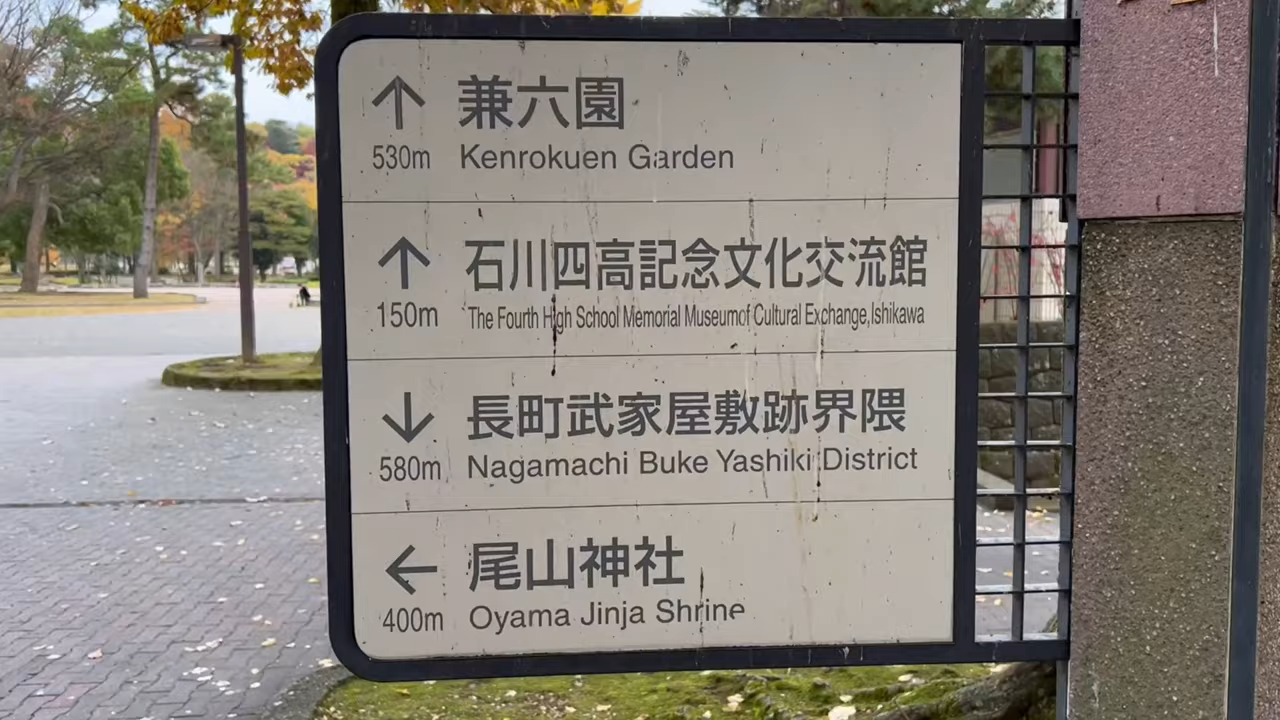 ↑ 兼六園
530m Kenrokuen Garden
↑ 石川四高記念文化交流館
150m The Fourth High School Memorial Museumof Cultural Exchange,Ishikawa
↓ 長町武家屋敷跡界隈
580m Nagamachi Buke Yashiki District
← 尾山神社
400m Oyama Jinja Shrine